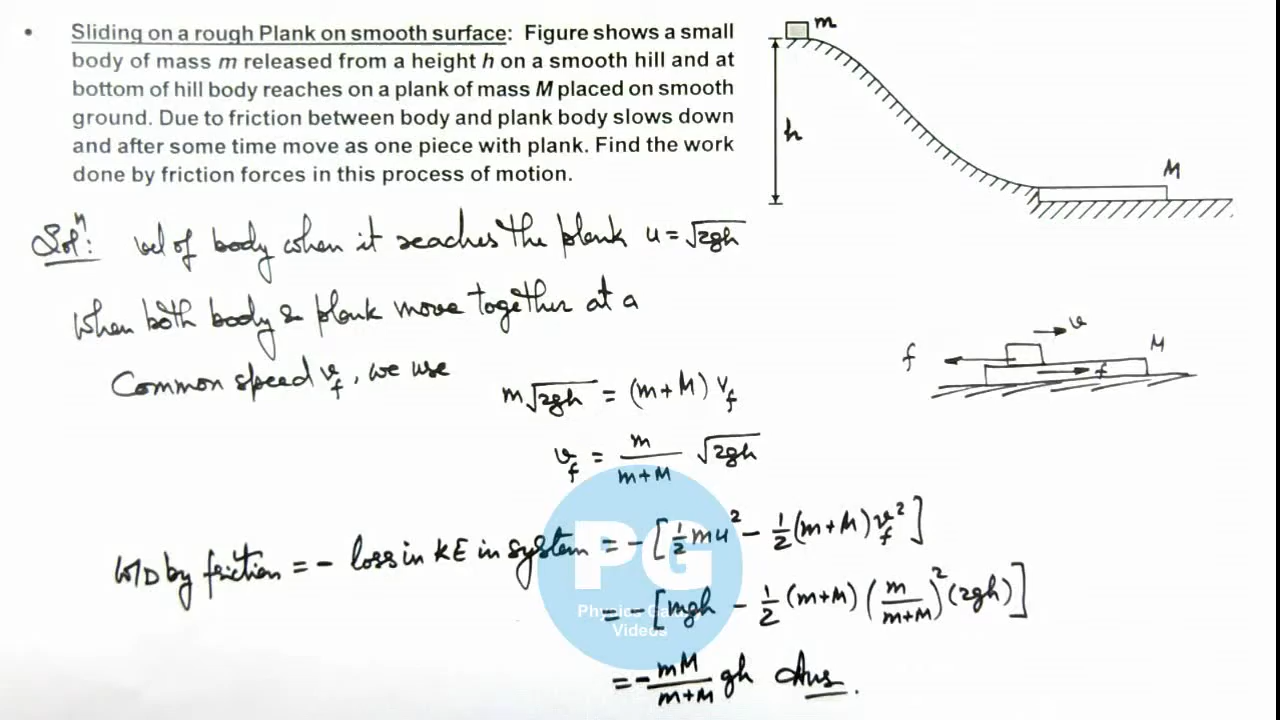 • Sliding on a rough Plank on smooth surface: Figure shows a small
body of mass m released from a height h on a smooth hill and at
bottom of hill body reaches on a plank of mass M placed on smooth
ground. Due to friction between body and plank body slows down
and after some time move as one piece with plank. Find the work
done by friction forces in this process of motion.
m
h
M
Solⁿ: vel of body when it reaches the plank u = √2gh
When both body & plank move together at a
Common speed v_f, we use
m√2gh = (m+M) v_f
v_f = m/(m+M) √2gh
f
v
M
f
W/D by friction = - loss in KE in system = - [½mu² - ½(m+M)v_f²]
= - [mgh - ½(m+M)(m/(m+M))²(2gh)]
= - mM/(m+M) gh Ans.
PG
Videos